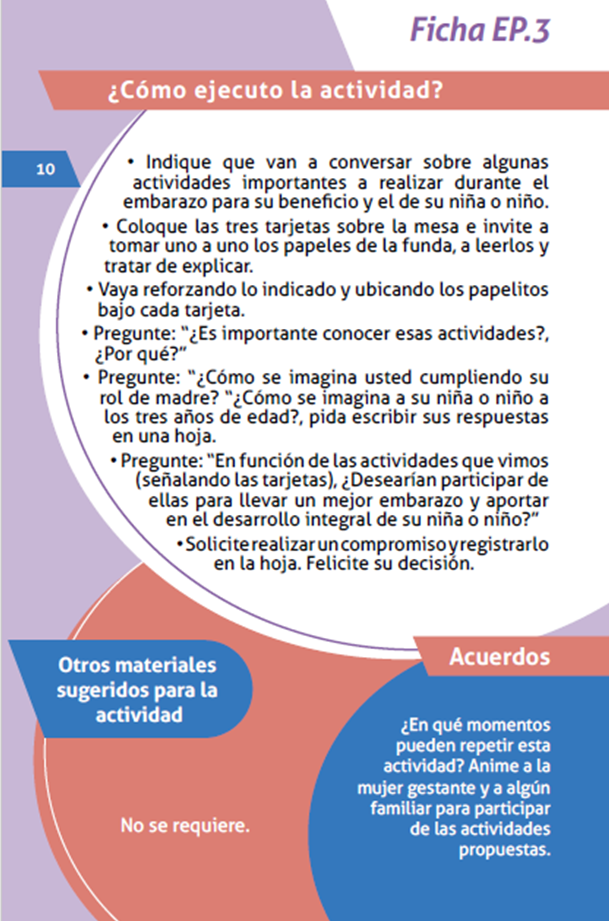 Ficha EP.3
¿Cómo ejecuto la actividad?
10
• Indique que van a conversar sobre algunas
actividades importantes a realizar durante el
embarazo para su beneficio y el de su niña o niño.
• Coloque las tres tarjetas sobre la mesa e invite a
tomar uno a uno los papeles de la funda, a leerlos y
tratar de explicar.
• Vaya reforzando lo indicado y ubicando los papelitos
bajo cada tarjeta.
• Pregunte: “¿Es importante conocer esas actividades?,
¿Por qué?”
• Pregunte: “¿Cómo se imagina usted cumpliendo su
rol de madre? “¿Cómo se imagina a su niña o niño a
los tres años de edad?, pida escribir sus respuestas
en una hoja.
• Pregunte: “En función de las actividades que vimos
(señalando las tarjetas), ¿Desearían participar de
ellas para llevar un mejor embarazo y aportar
en el desarrollo integral de su niña o niño?”
• Solicite realizar un compromiso y registrarlo
en la hoja. Felicite su decisión.
Otros materiales
sugeridos para la
actividad
No se requiere.
Acuerdos
¿En qué momentos
pueden repetir esta
actividad? Anime a la
mujer gestante y a algún
familiar para participar
de las actividades
propuestas.